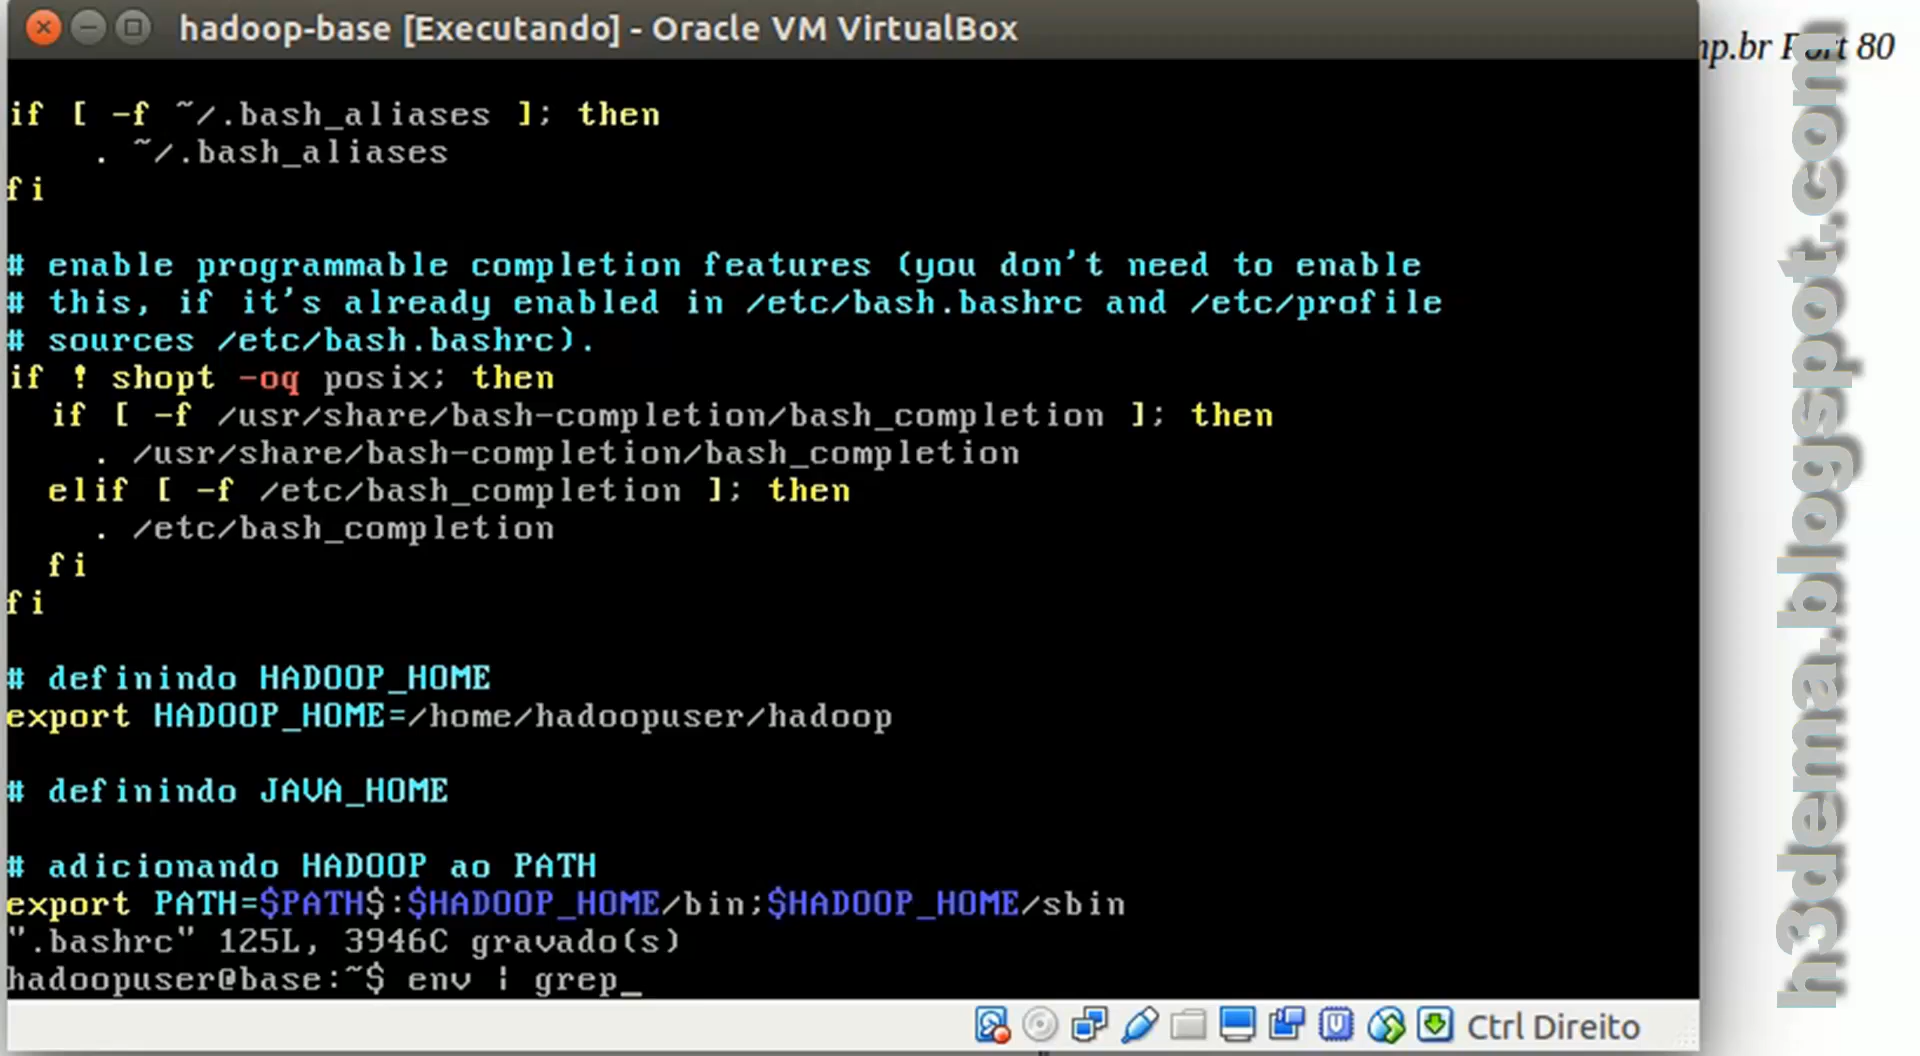 hadoop-base [Executando] - Oracle VM VirtualBox
np.br Port 80
if [ -f ~/.bash_aliases ]; then
    . ~/.bash_aliases
fi
# enable programmable completion features (you don't need to enable
# this, if it's already enabled in /etc/bash.bashrc and /etc/profile
# sources /etc/bash.bashrc).
if ! shopt -oq posix; then
  if [ -f /usr/share/bash-completion/bash_completion ]; then
    . /usr/share/bash-completion/bash_completion
  elif [ -f /etc/bash_completion ]; then
    . /etc/bash_completion
  fi
fi
# definindo HADOOP_HOME
export HADOOP_HOME=/home/hadoopuser/hadoop
# definindo JAVA_HOME
# adicionando HADOOP ao PATH
export PATH=$PATH$:$HADOOP_HOME/bin;$HADOOP_HOME/sbin
".bashrc" 125L, 3946C gravado(s)
hadoopuser@base:~$ env | grep_
Ctrl Direito
h3dema.blogspot.com